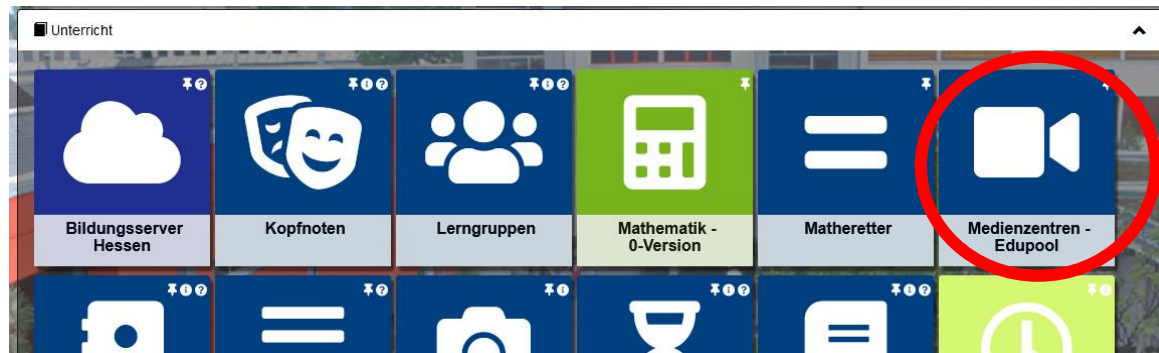 Unterricht
Bildungsserver
Hessen
Kopfnoten
Lerngruppen
Mathematik -
0-Version
Matheretter
Medienzentren -
Edupool